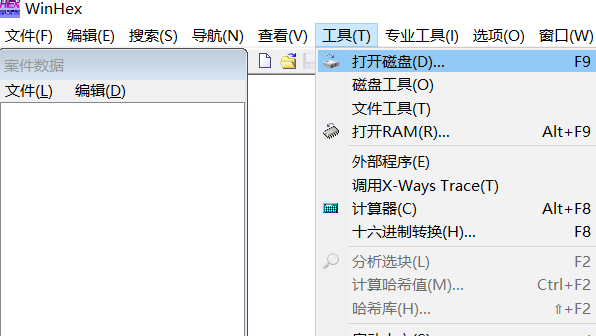 WinHex
文件(F) 编辑(E) 搜索(S) 导航(N) 查看(V) 工具(T) 专业工具(I) 选项(O) 窗口(W)
案件数据
文件(L) 编辑(D)
打开磁盘(D)... F9
磁盘工具(O)
文件工具(T)
打开RAM(R)... Alt+F9
外部程序(E)
调用X-Ways Trace(T)
计算器(C) Alt+F8
十六进制转换(H)... F8
分析选块(L) F2
计算哈希值(M)... Ctrl+F2
哈希库(H)... ⇧+F2